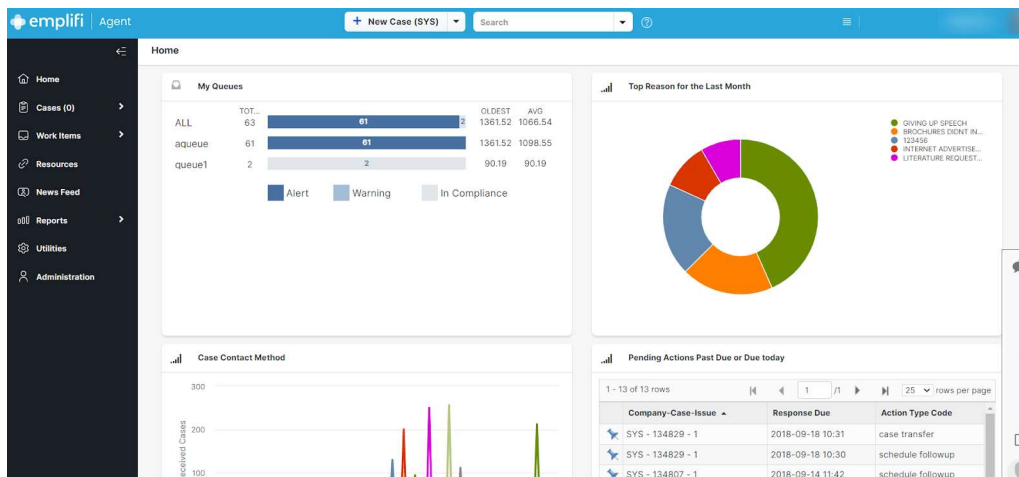 emplifi Agent
+ New Case (SYS)
Search
Home
Home
Cases (0)
Work Items
Resources
News Feed
Reports
Utilities
Administration
My Queues
TOT... OLDEST AVG
ALL 63 61 2 1361.52 1066.54
aqueue 61 61 1361.52 1098.55
queue1 2 2 90.19 90.19
Alert Warning In Compliance
Top Reason for the Last Month
GIVING UP SPEECH
BROCHURES DIDNT IN...
123456
INTERNET ADVERTISE...
LITERATURE REQUEST...
Case Contact Method
300
200
100
ceived Cases
Pending Actions Past Due or Due today
1 - 13 of 13 rows 1 /1 25 rows per page
Company-Case-Issue Response Due Action Type Code
SYS - 134829 - 1 2018-09-18 10:31 case transfer
SYS - 134829 - 1 2018-09-18 10:30 schedule followup
SYS - 134807 - 1 2018-09-14 11:42 schedule followup